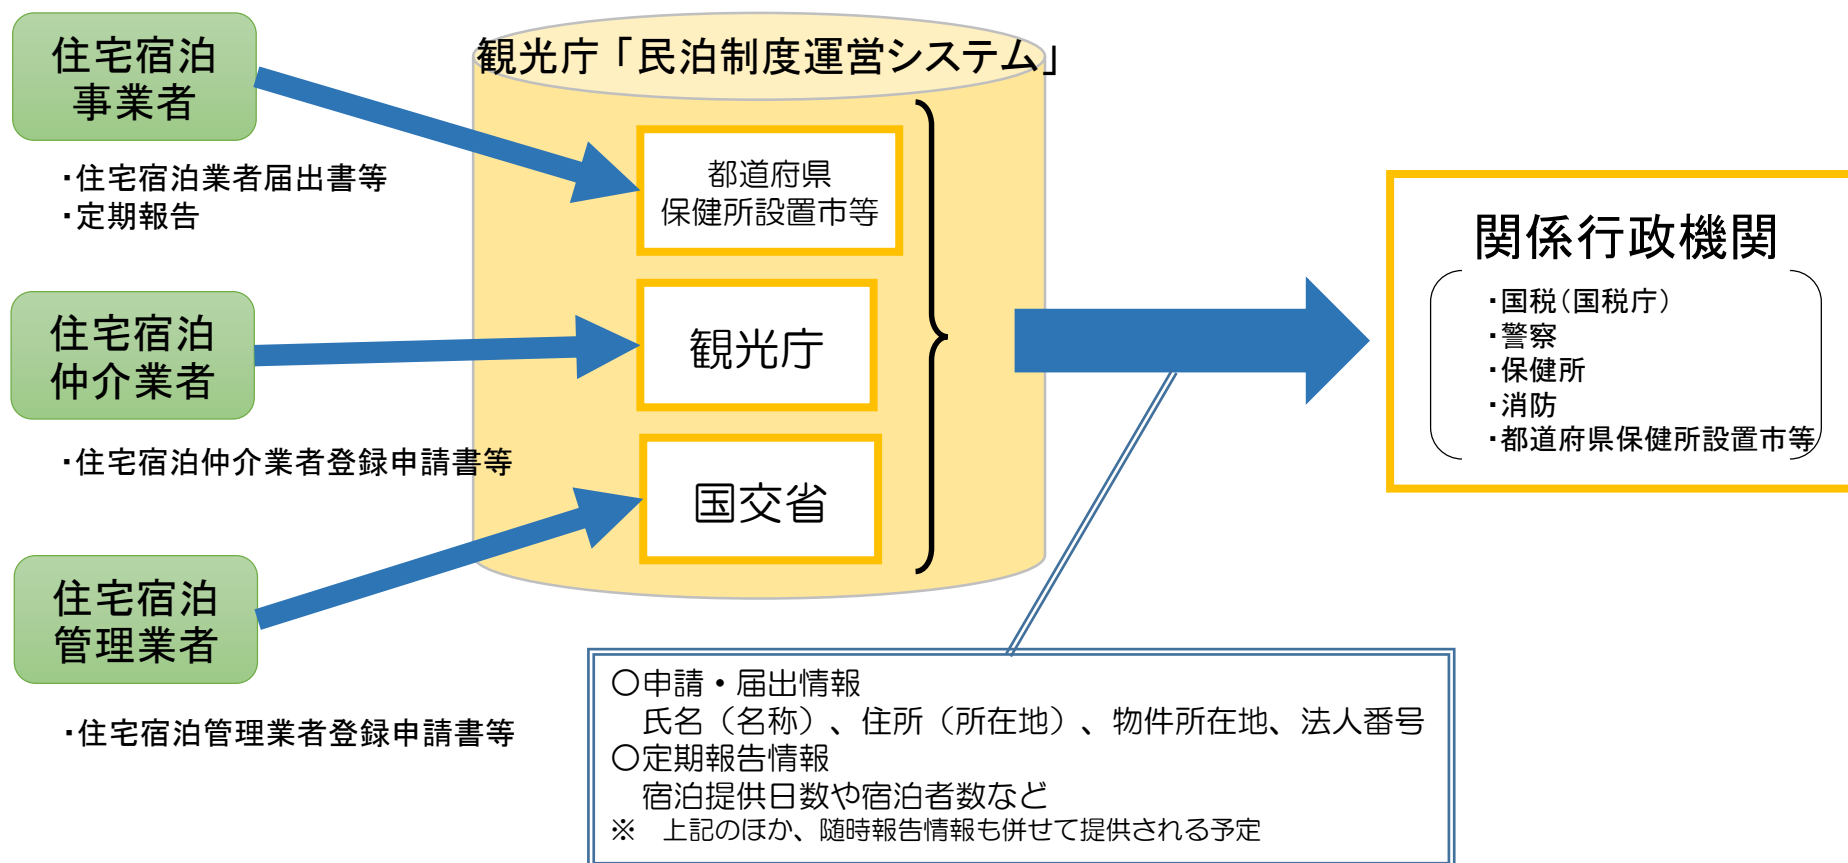 住宅宿泊
事業者
・住宅宿泊業者届出書等
・定期報告
住宅宿泊
仲介業者
・住宅宿泊仲介業者登録申請書等
住宅宿泊
管理業者
・住宅宿泊管理業者登録申請書等
観光庁「民泊制度運営システム」
都道府県
保健所設置市等
観光庁
国交省
関係行政機関
・国税(国税庁)
・警察
・保健所
・消防
・都道府県保健所設置市等
〇申請・届出情報
氏名（名称）、住所（所在地）、物件所在地、法人番号
〇定期報告情報
宿泊提供日数や宿泊者数など
※　上記のほか、随時報告情報も併せて提供される予定